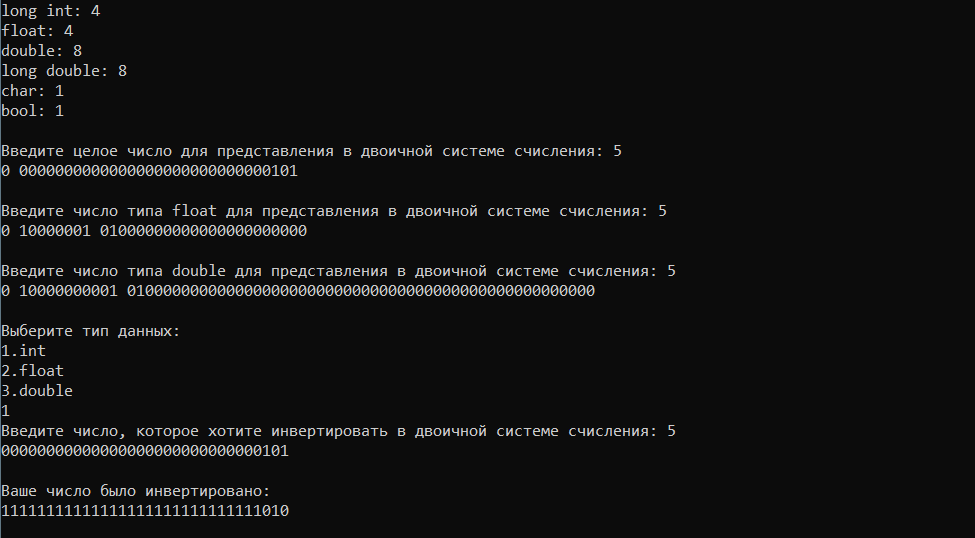 long int: 4
float: 4
double: 8
long double: 8
char: 1
bool: 1
Введите целое число для представления в двоичной системе счисления: 5
0 0000000000000000000000000000101
Введите число типа float для представления в двоичной системе счисления: 5
0 10000001 01000000000000000000000
Введите число типа double для представления в двоичной системе счисления: 5
0 10000000001 0100000000000000000000000000000000000000000000000000
Выберите тип данных:
1.int
2.float
3.double
1
Введите число, которое хотите инвертировать в двоичной системе счисления: 5
00000000000000000000000000000101
Ваше число было инвертировано:
11111111111111111111111111111010